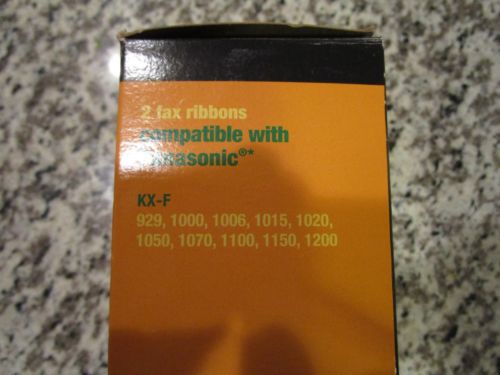 2 fax ribbons
compatible with
Panasonic®*
KX-F
929, 1000, 1006, 1015, 1020,
1050, 1070, 1100, 1150, 1200